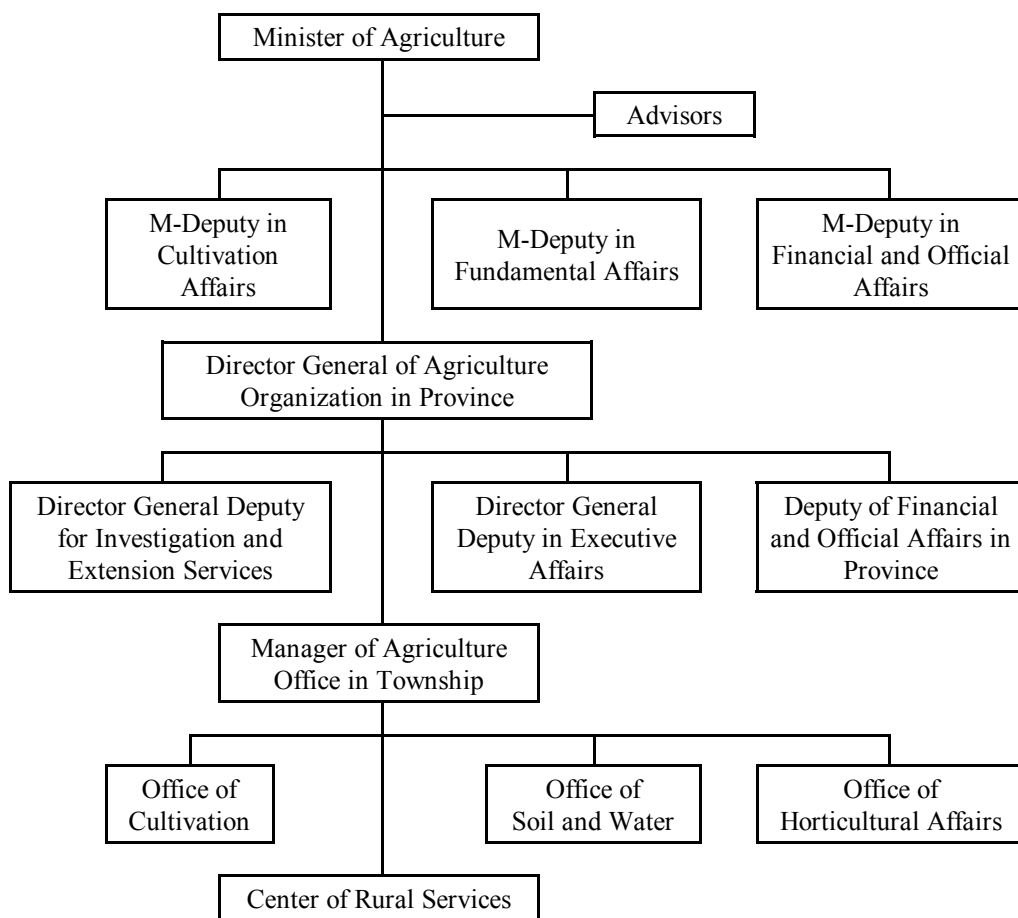 Minister of Agriculture
Advisors
M-Deputy in
Cultivation
Affairs
M-Deputy in
Fundamental Affairs
M-Deputy in
Financial and Official
Affairs
Director General of Agriculture
Organization in Province
Director General Deputy
for Investigation and
Extension Services
Director General
Deputy in Executive
Affairs
Deputy of Financial
and Official Affairs in
Province
Manager of Agriculture
Office in Township
Office of
Cultivation
Office of
Soil and Water
Office of
Horticultural Affairs
Center of Rural Services